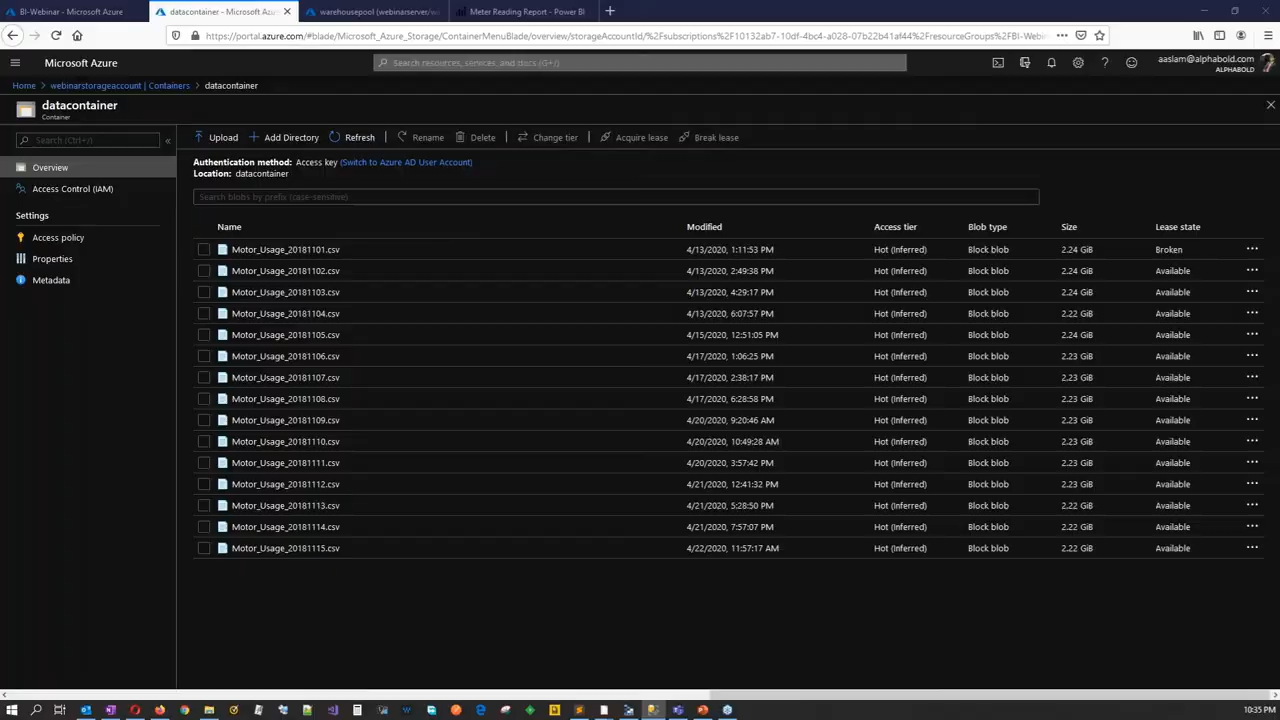 BI-Webinar - Microsoft Azure
datacontainer - Microsoft Azu
warehousepool (webinarserver/w
Meter Reading Report - Power BI
https://portal.azure.com/#blade/Microsoft_Azure_Storage/ContainerMenuBlade/overview/storageAccountId/%2Fsubscriptions%2F10132ab7-10df-4bc4-a028-07b22b41af44%2FresourceGroups%2FBI-Webin
Microsoft Azure
Search resources, services, and docs (G+/)
aaslam@alphabold.com
ALPHABOLD
Home > webinarstorageaccount | Containers > datacontainer
datacontainer
Container
Search (Ctrl+/)
«
Overview
Access Control (IAM)
Settings
Access policy
Properties
Metadata
Upload Add Directory Refresh Rename Delete Change tier Acquire lease Break lease
Authentication method: Access key (Switch to Azure AD User Account)
Location: datacontainer
Search blobs by prefix (case-sensitive)
Name Modified Access tier Blob type Size Lease state
Motor_Usage_20181101.csv 4/13/2020, 1:11:53 PM Hot (Inferred) Block blob 2.24 GiB Broken
Motor_Usage_20181102.csv 4/13/2020, 2:49:38 PM Hot (Inferred) Block blob 2.24 GiB Available
Motor_Usage_20181103.csv 4/13/2020, 4:29:17 PM Hot (Inferred) Block blob 2.24 GiB Available
Motor_Usage_20181104.csv 4/13/2020, 6:07:57 PM Hot (Inferred) Block blob 2.22 GiB Available
Motor_Usage_20181105.csv 4/15/2020, 12:51:05 PM Hot (Inferred) Block blob 2.24 GiB Available
Motor_Usage_20181106.csv 4/17/2020, 1:06:25 PM Hot (Inferred) Block blob 2.23 GiB Available
Motor_Usage_20181107.csv 4/17/2020, 2:38:17 PM Hot (Inferred) Block blob 2.23 GiB Available
Motor_Usage_20181108.csv 4/17/2020, 6:28:58 PM Hot (Inferred) Block blob 2.23 GiB Available
Motor_Usage_20181109.csv 4/20/2020, 9:20:46 AM Hot (Inferred) Block blob 2.23 GiB Available
Motor_Usage_20181110.csv 4/20/2020, 10:49:28 AM Hot (Inferred) Block blob 2.23 GiB Available
Motor_Usage_20181111.csv 4/20/2020, 3:57:42 PM Hot (Inferred) Block blob 2.23 GiB Available
Motor_Usage_20181112.csv 4/21/2020, 12:41:32 PM Hot (Inferred) Block blob 2.23 GiB Available
Motor_Usage_20181113.csv 4/21/2020, 5:28:50 PM Hot (Inferred) Block blob 2.22 GiB Available
Motor_Usage_20181114.csv 4/21/2020, 7:57:07 PM Hot (Inferred) Block blob 2.22 GiB Available
Motor_Usage_20181115.csv 4/22/2020, 11:57:17 AM Hot (Inferred) Block blob 2.22 GiB Available
10:35 PM